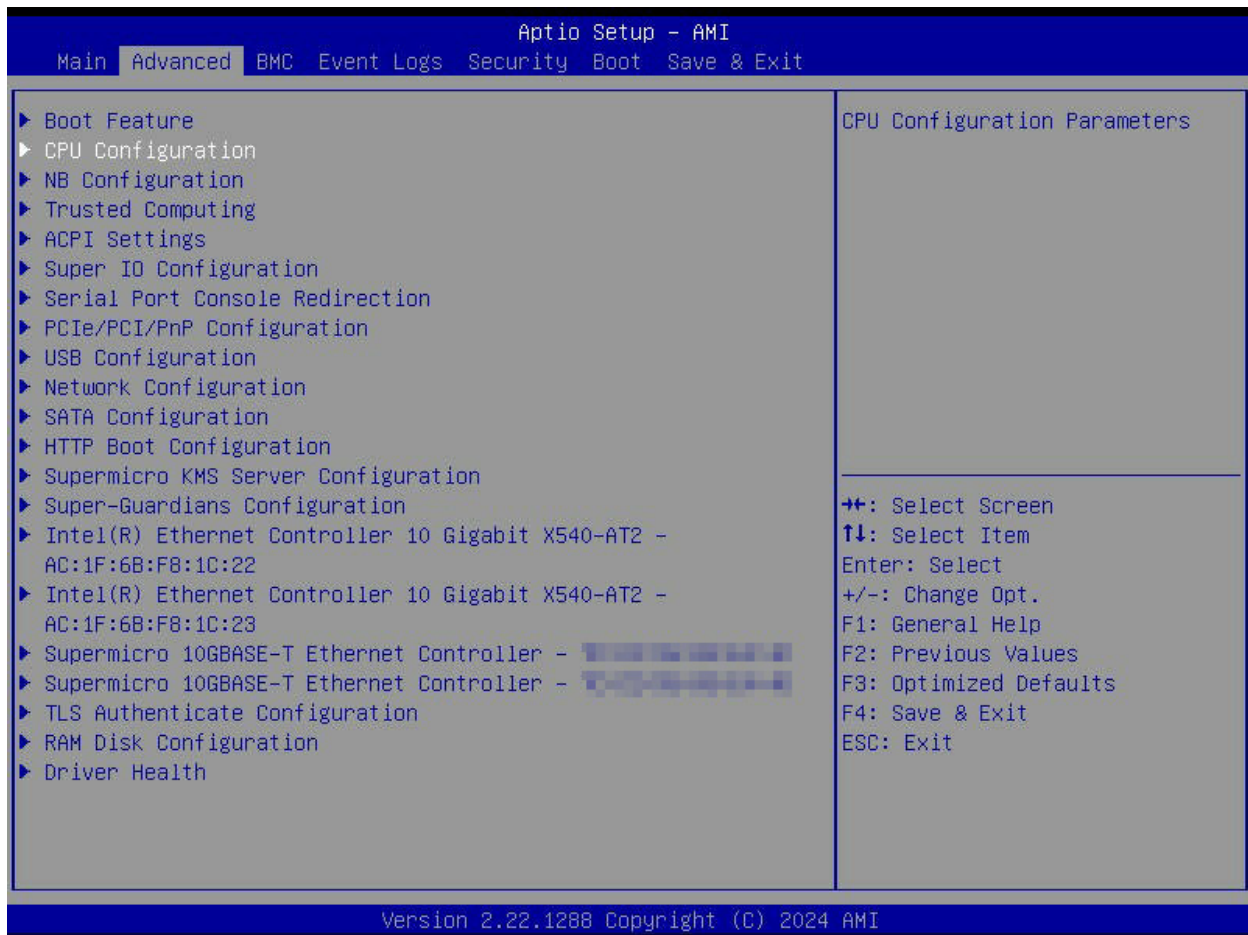 Aptio Setup – AMI
Main Advanced BMC Event Logs Security Boot Save & Exit
Boot Feature
CPU Configuration
NB Configuration
Trusted Computing
ACPI Settings
Super IO Configuration
Serial Port Console Redirection
PCIe/PCI/PnP Configuration
USB Configuration
Network Configuration
SATA Configuration
HTTP Boot Configuration
Supermicro KMS Server Configuration
Super-Guardians Configuration
Intel(R) Ethernet Controller 10 Gigabit X540-AT2 –
AC:1F:6B:F8:1C:22
Intel(R) Ethernet Controller 10 Gigabit X540-AT2 –
AC:1F:6B:F8:1C:23
Supermicro 10GBASE-T Ethernet Controller –
Supermicro 10GBASE-T Ethernet Controller –
TLS Authenticate Configuration
RAM Disk Configuration
Driver Health
CPU Configuration Parameters
→←: Select Screen
↑↓: Select Item
Enter: Select
+/-: Change Opt.
F1: General Help
F2: Previous Values
F3: Optimized Defaults
F4: Save & Exit
ESC: Exit
Version 2.22.1288 Copyright (C) 2024 AMI